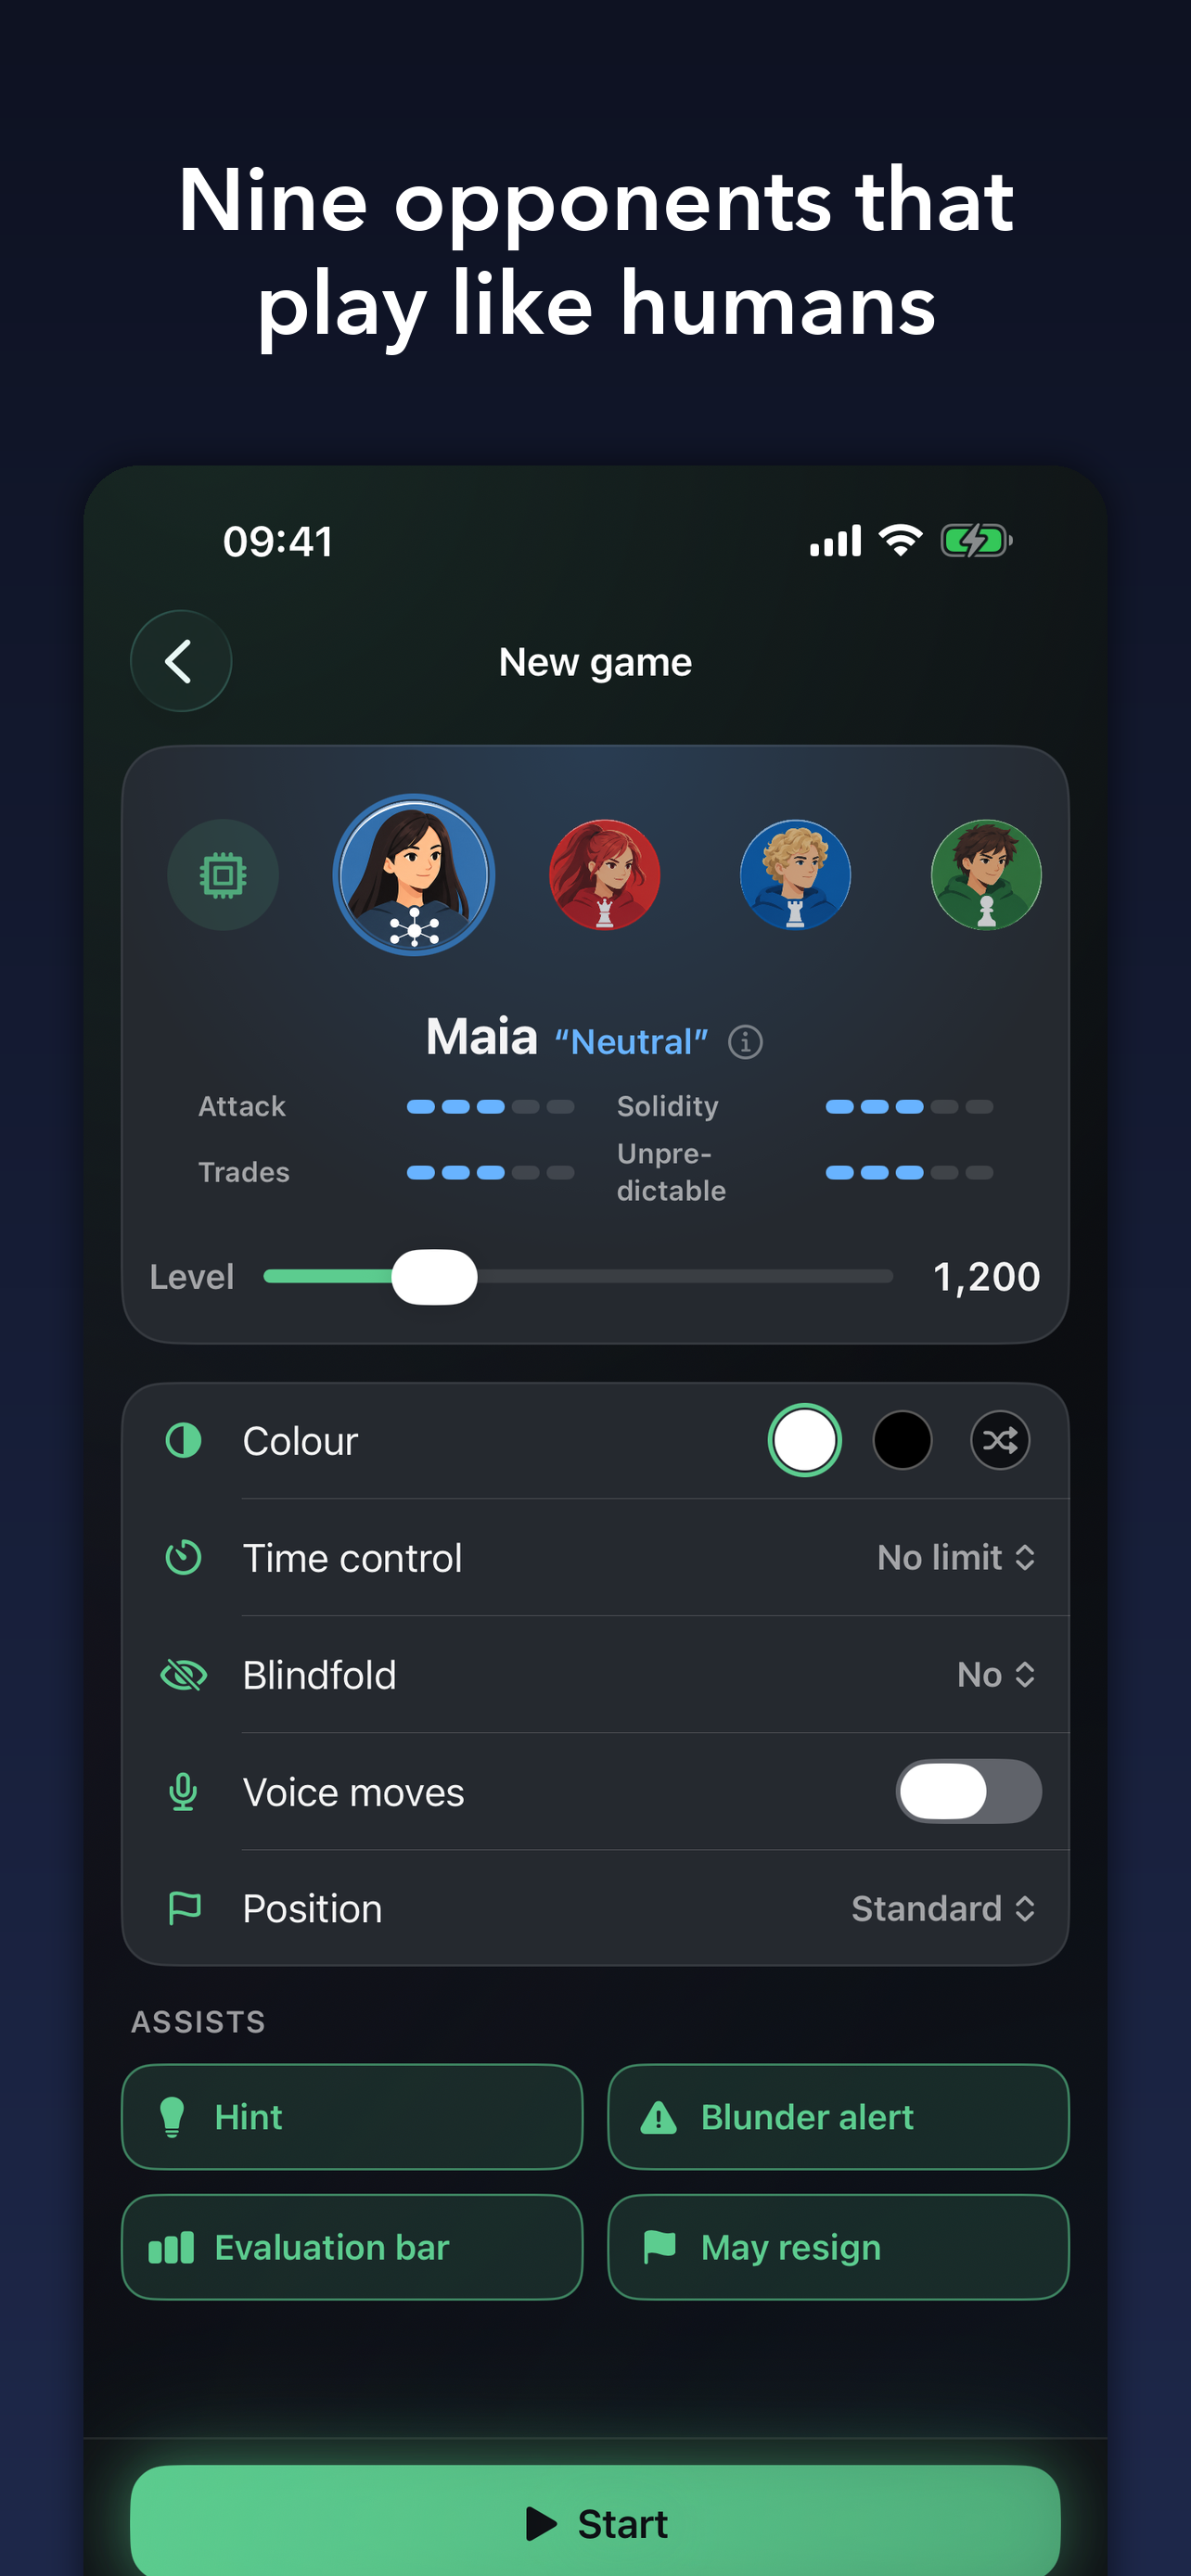 Nine opponents that
play like humans
09:41
New game
Maia “Neutral”
Attack
Solidity
Trades
Unpre-
dictable
Level 1,200
Colour
Time control No limit
Blindfold No
Voice moves
Position Standard
ASSISTS
Hint
Blunder alert
Evaluation bar
May resign
Start